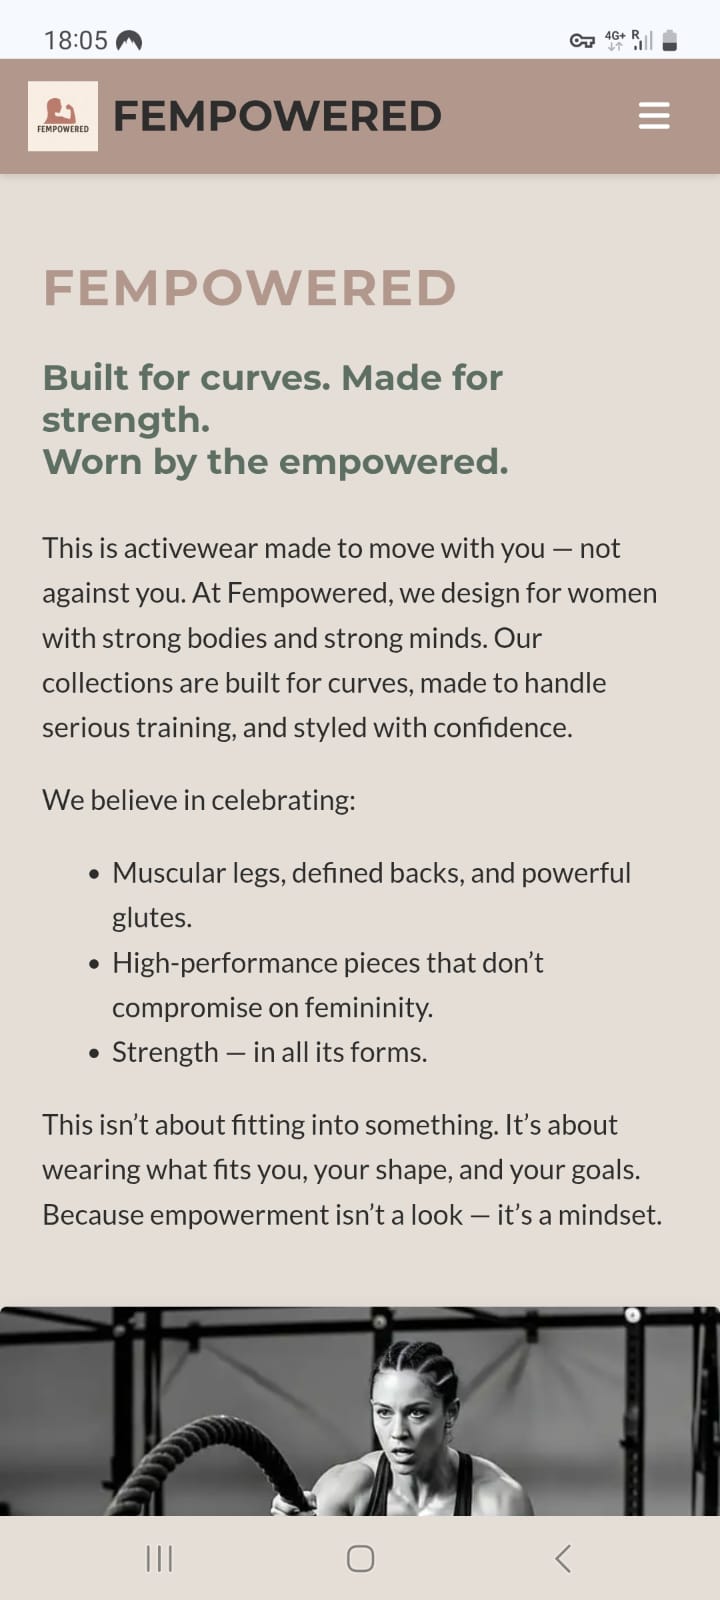 18:05
4G+ R
FEMPOWERED
FEMPOWERED
FEMPOWERED
Built for curves. Made for
strength.
Worn by the empowered.
This is activewear made to move with you — not
against you. At Fempowered, we design for women
with strong bodies and strong minds. Our
collections are built for curves, made to handle
serious training, and styled with confidence.
We believe in celebrating:
• Muscular legs, defined backs, and powerful
glutes.
• High-performance pieces that don’t
compromise on femininity.
• Strength — in all its forms.
This isn’t about fitting into something. It’s about
wearing what fits you, your shape, and your goals.
Because empowerment isn’t a look — it’s a mindset.